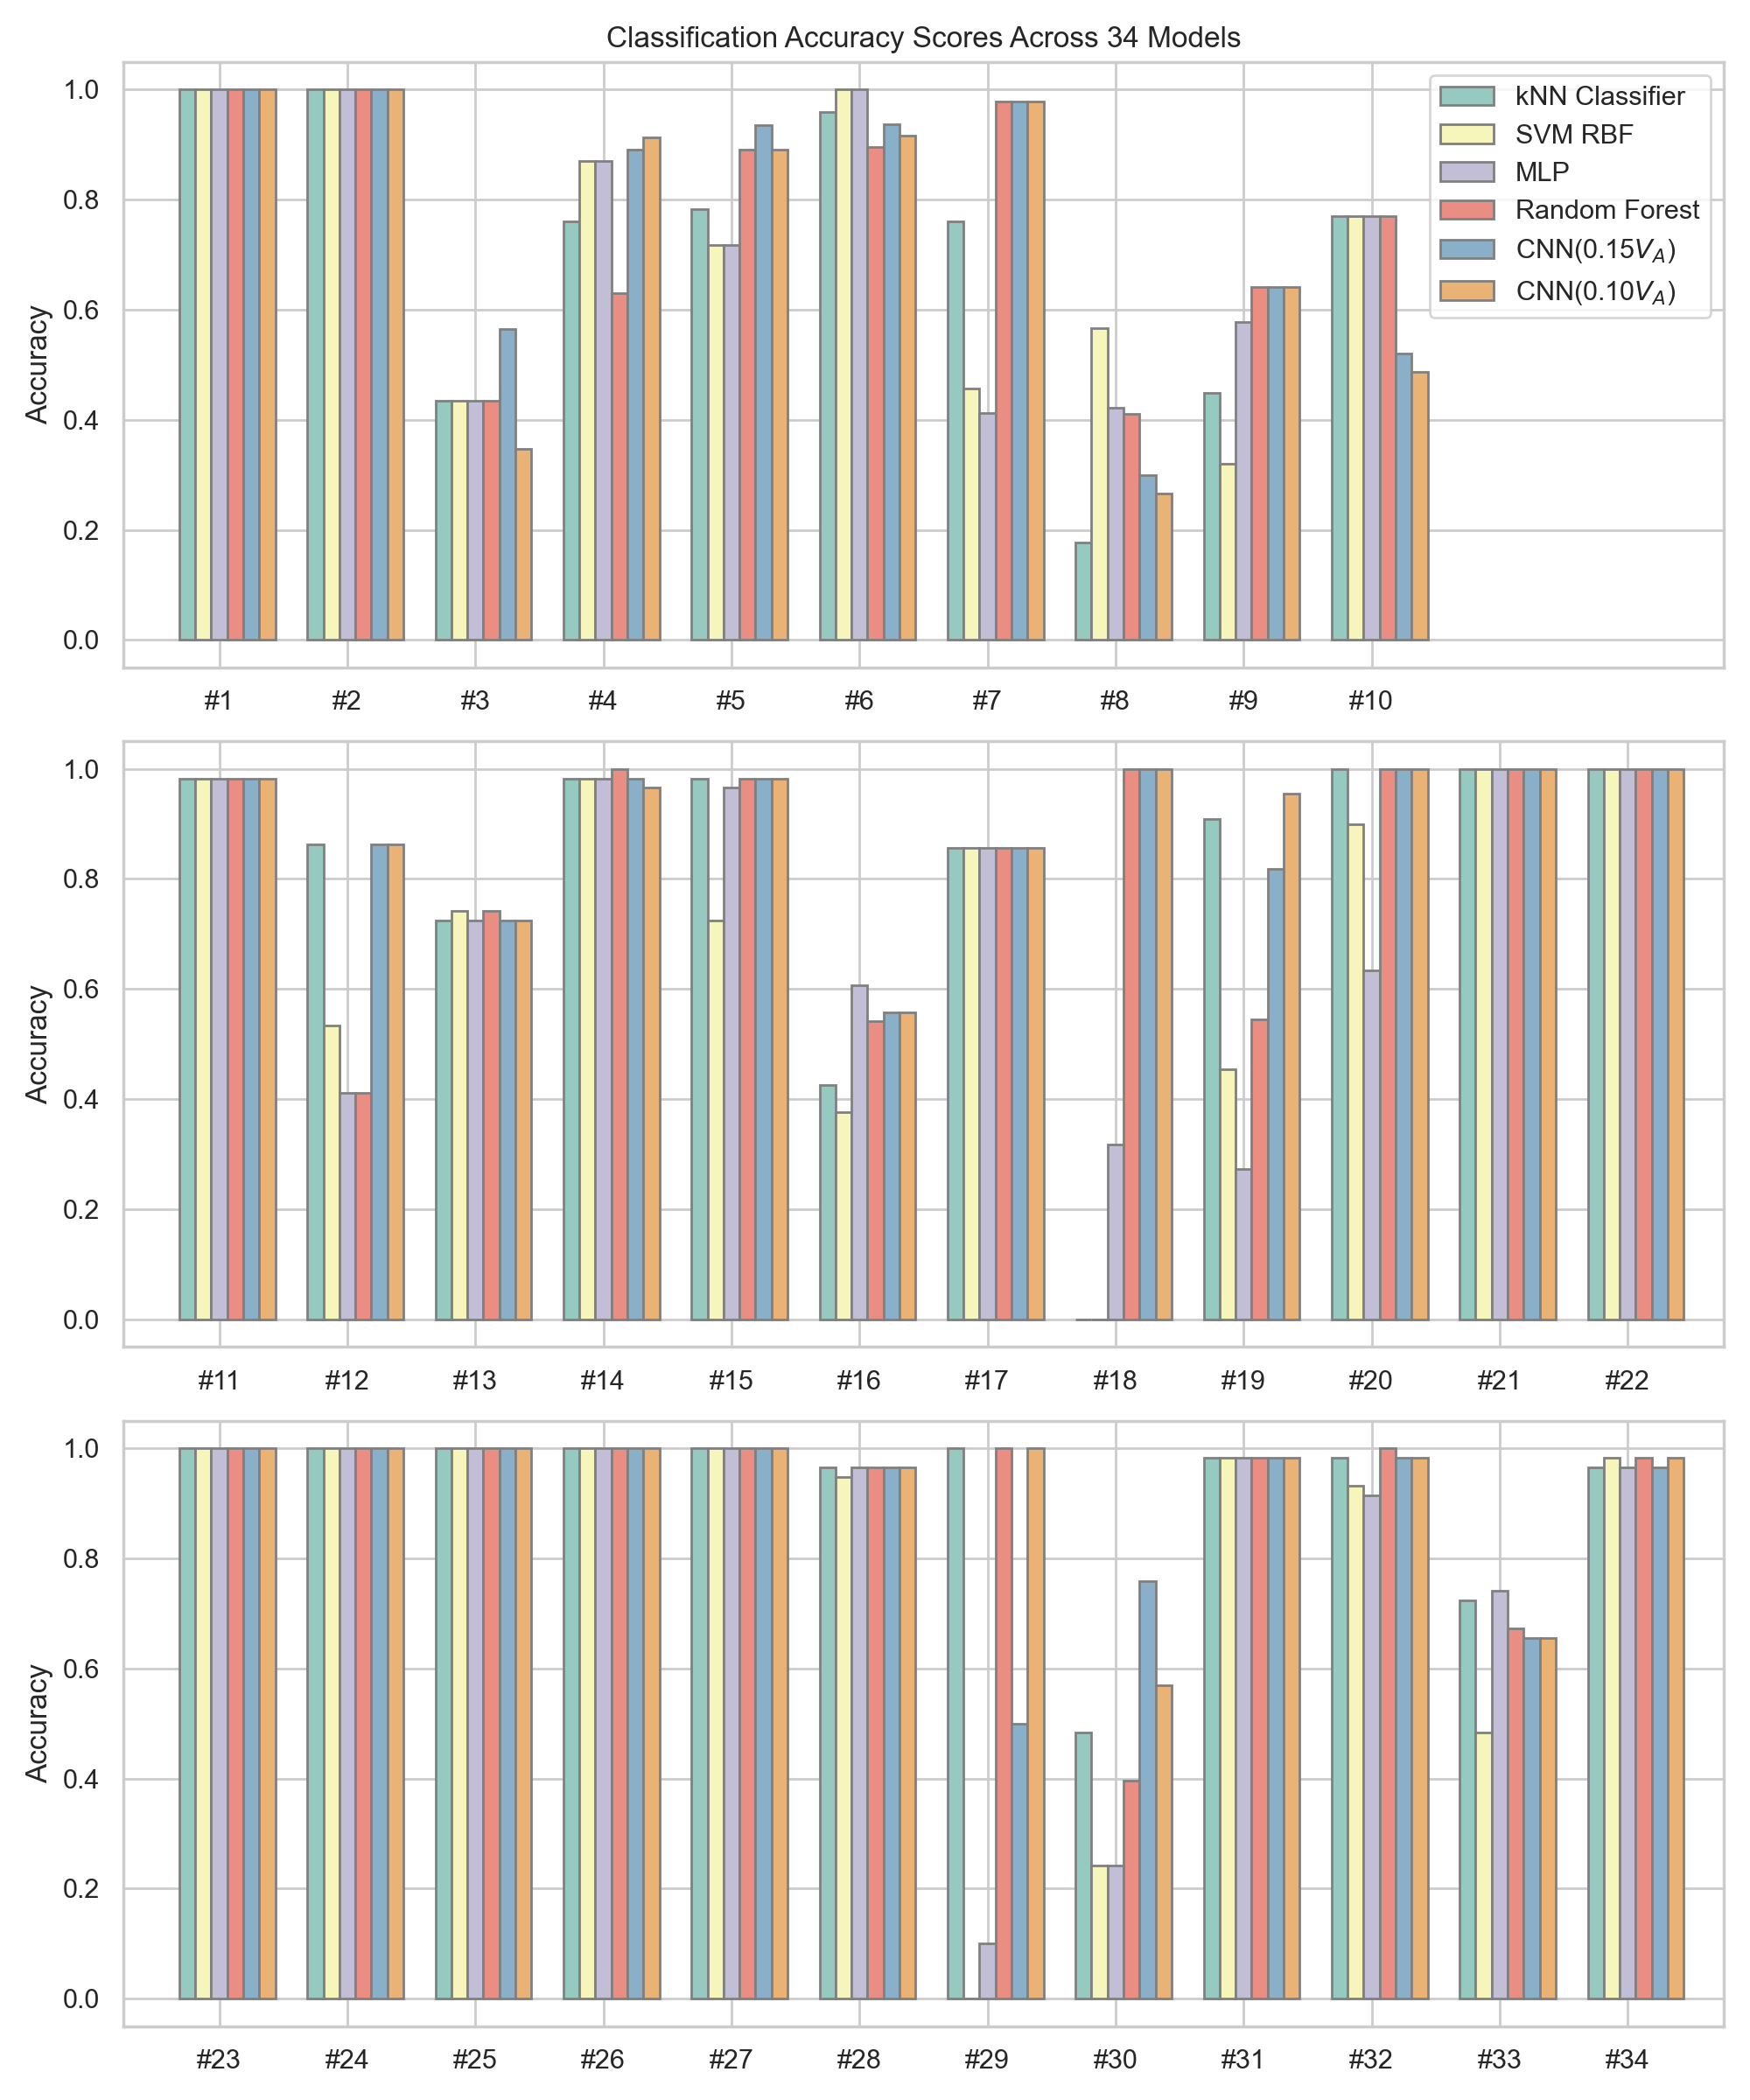 Classification Accuracy Scores Across 34 Models
kNN Classifier
SVM RBF
MLP
Random Forest
CNN(0.15V_A)
CNN(0.10V_A)
Accuracy
1.0
0.8
0.6
0.4
0.2
0.0
#1 #2 #3 #4 #5 #6 #7 #8 #9 #10
Accuracy
1.0
0.8
0.6
0.4
0.2
0.0
#11 #12 #13 #14 #15 #16 #17 #18 #19 #20 #21 #22
Accuracy
1.0
0.8
0.6
0.4
0.2
0.0
#23 #24 #25 #26 #27 #28 #29 #30 #31 #32 #33 #34